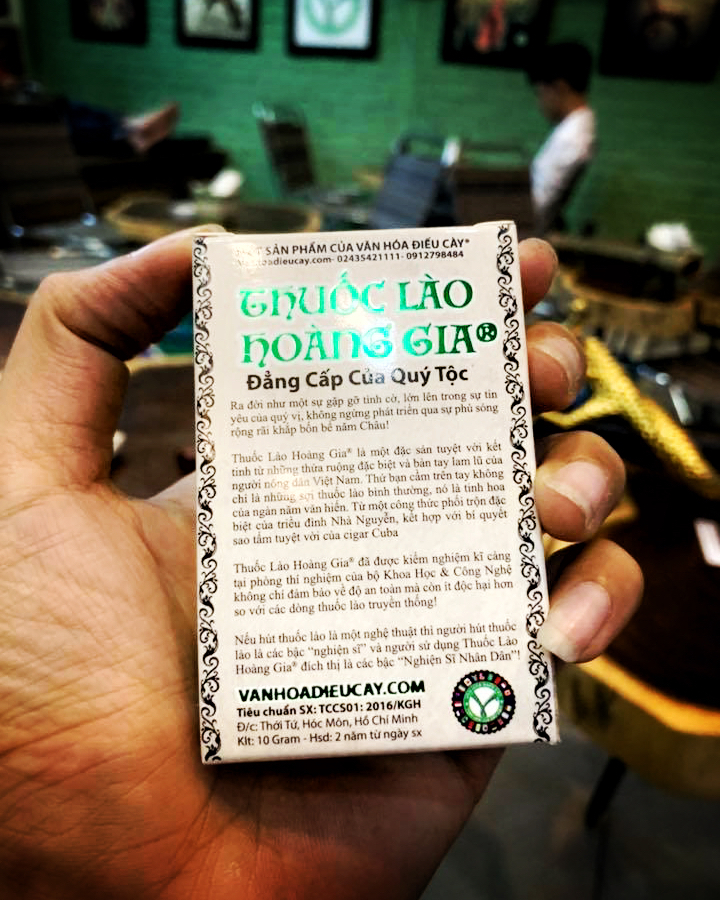 SẢN PHẨM CỦA VĂN HÓA ĐIẾU CÀY®
Vanhoadieucay.com- 02435421111- 0912798484
THUỐC LÀO
HOÀNG GIA®
Đẳng Cấp Của Quý Tộc
Ra đời như một sự gặp gỡ tình cờ, lớn lên trong sự tin
yêu của quý vị, không ngừng phát triển qua sự phủ sóng
rộng rãi khắp bốn bể năm Châu!
Thuốc Lào Hoàng Gia® là một đặc sản tuyệt với kết
tinh từ những thửa ruộng đặc biệt và bàn tay lam lũ của
người nông dân Việt Nam. Thứ bạn cầm trên tay không
chỉ là những sợi thuốc lào bình thường, nó là tinh hoa
của ngàn năm văn hiến. Từ một công thức phối trộn đặc
biệt của triều đình Nhà Nguyễn, kết hợp với bí quyết
sao tẩm tuyệt vời của cigar Cuba
Thuốc Lào Hoàng Gia® đã được kiểm nghiệm kĩ càng
tại phòng thí nghiệm của bộ Khoa Học & Công Nghệ
không chỉ đảm bảo về độ an toàn mà còn ít độc hại hơn
so với các dòng thuốc lào truyền thống!
Nếu hút thuốc lào là một nghệ thuật thì người hút thuốc
lào là các bậc “nghiện sĩ” và người sử dụng Thuốc Lào
Hoàng Gia® đích thị là các bậc “Nghiện Sĩ Nhân Dân”!
VANHOADIEUCAY.COM
Tiêu chuẩn SX: TCCS01: 2016/KGH
Đ/c: Thới Tứ, Hóc Môn, Hồ Chí Minh
Klt: 10 Gram - Hsd: 2 năm từ ngày sx